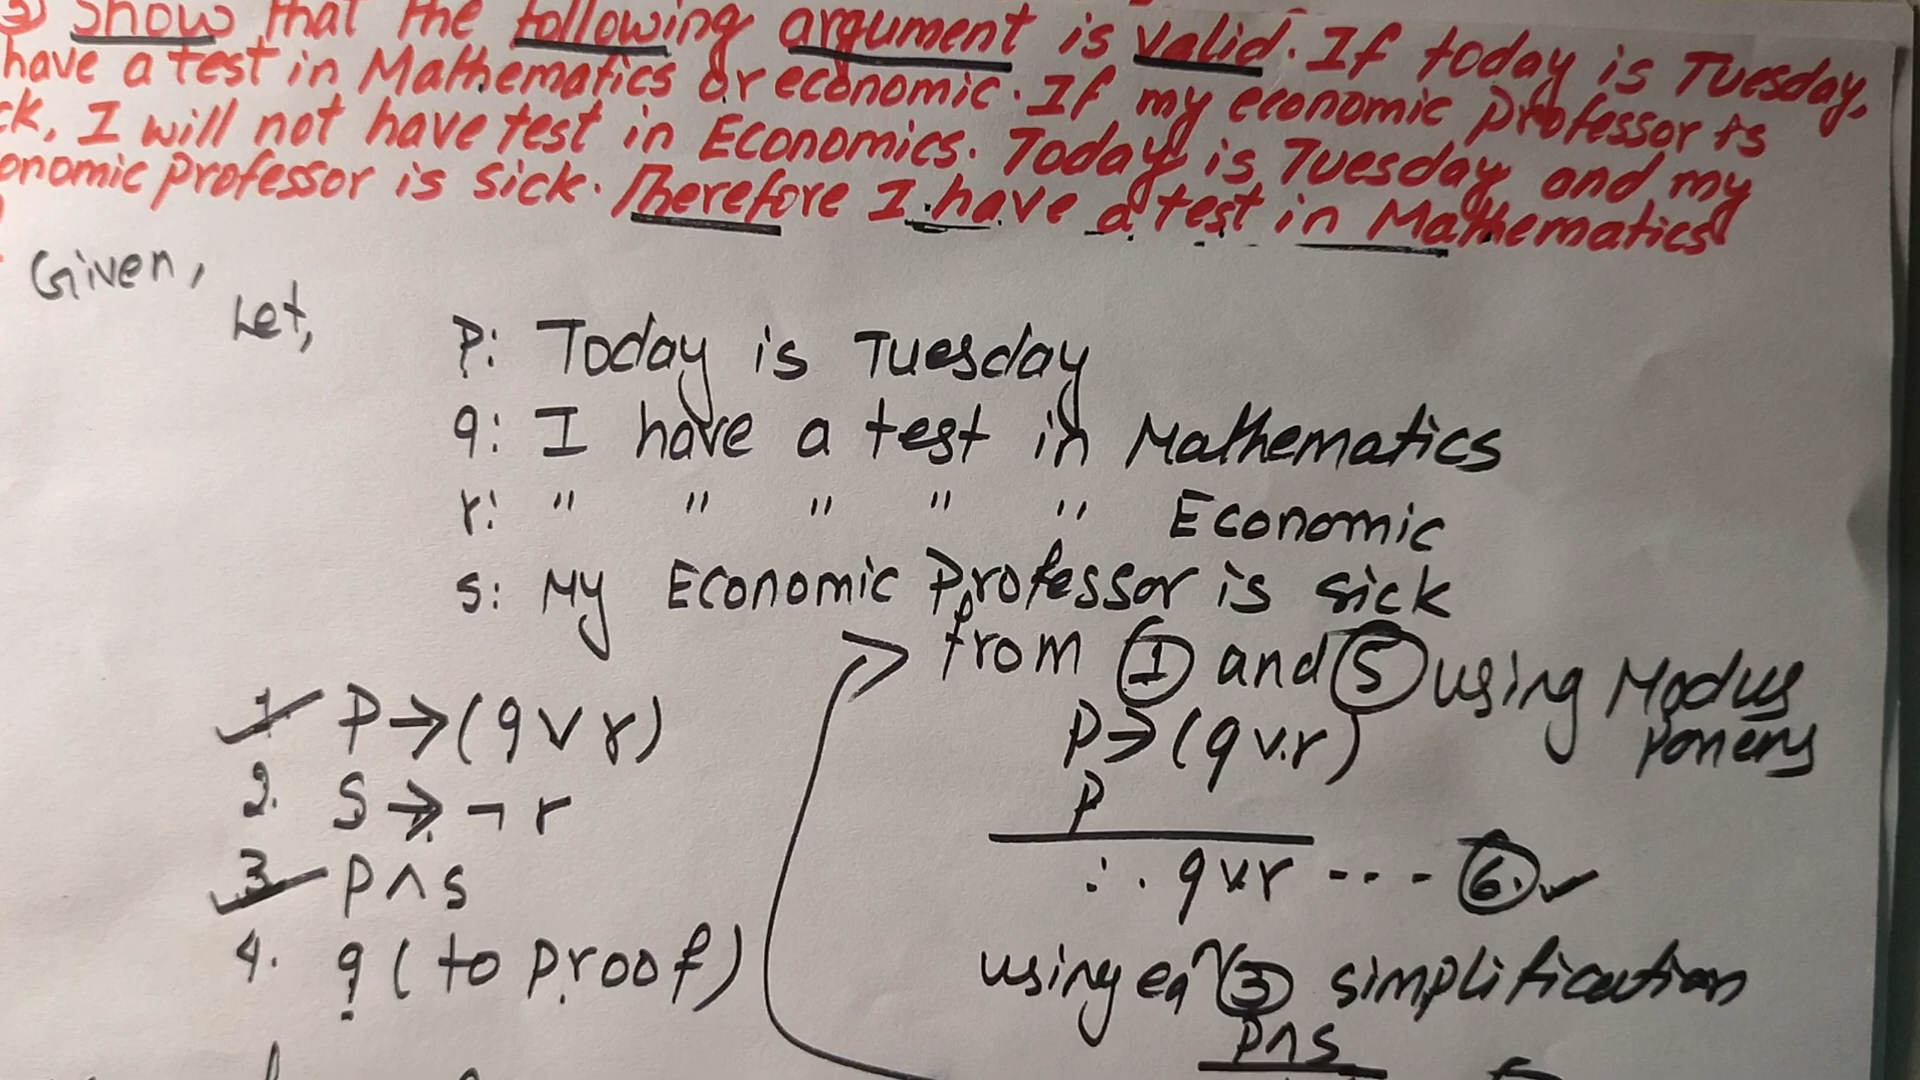 Show that the following argument is valid. If today is Tuesday,
have a test in Mathematics or economic. If my economic professor is
ck, I will not have test in Economics. Today is Tuesday and my
onomic professor is sick. Therefore I have a test in Mathematics
Given,
Let,
P: Today is Tuesday
q: I have a test in Mathematics
r: " " " " " Economic
s: My Economic Professor is sick
1. P→(q∨r)
2. S→¬r
3. P∧s
4. q (to proof)
from ① and ⑤ using Modus
Ponens
P→(q∨r)
P
∴ q∨r --- ⑥
using eqⁿ ③ simplification
P∧s